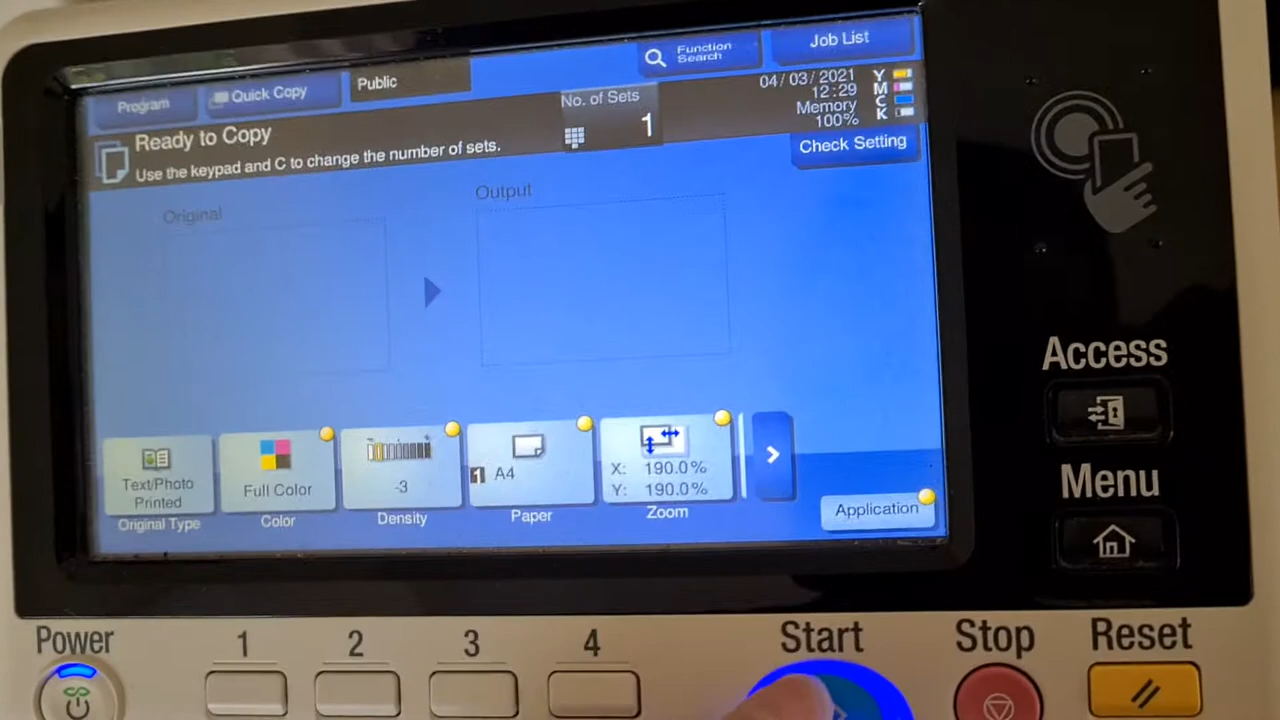 Function
Search
Job List
Program
Quick Copy
Public
No. of Sets
1
04/03/2021
12:29
Memory
100%
Y
M
C
K
Ready to Copy
Use the keypad and C to change the number of sets.
Check Setting
Original
Output
Text/Photo
Printed
Original Type
Full Color
Color
-3
Density
1 A4
Paper
X: 190.0%
Y: 190.0%
Zoom
Application
Access
Menu
Power
1
2
3
4
Start
Stop
Reset